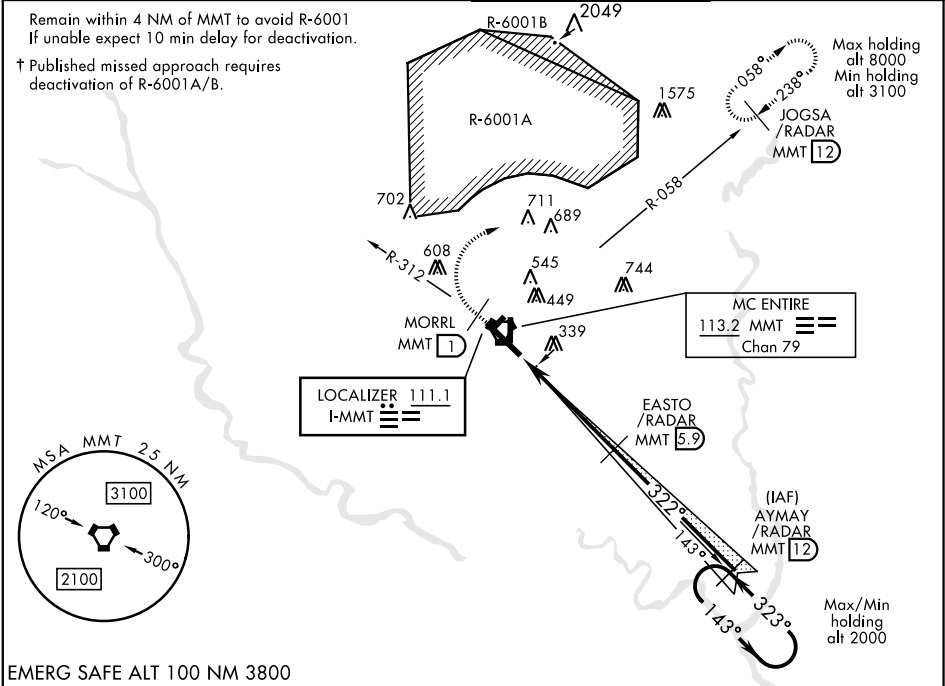 Remain within 4 NM of MMT to avoid R-6001
If unable expect 10 min delay for deactivation.
† Published missed approach requires
deactivation of R-6001A/B.
R-6001B
2049
R-6001A
1575
058°
238°
Max holding
alt 8000
Min holding
alt 3100
JOGSA
/RADAR
MMT 12
R-058
702
711
689
R-312
608
545
449
744
MORRL
MMT 1
339
MC ENTIRE
113.2 MMT
Chan 79
LOCALIZER 111.1
I-MMT
EASTO
/RADAR
MMT 5.9
322°
143°
(IAF)
AYMAY
/RADAR
MMT 12
323°
143°
Max/Min
holding
alt 2000
MSA MMT 25 NM
3100
120°
300°
2100
EMERG SAFE ALT 100 NM 3800